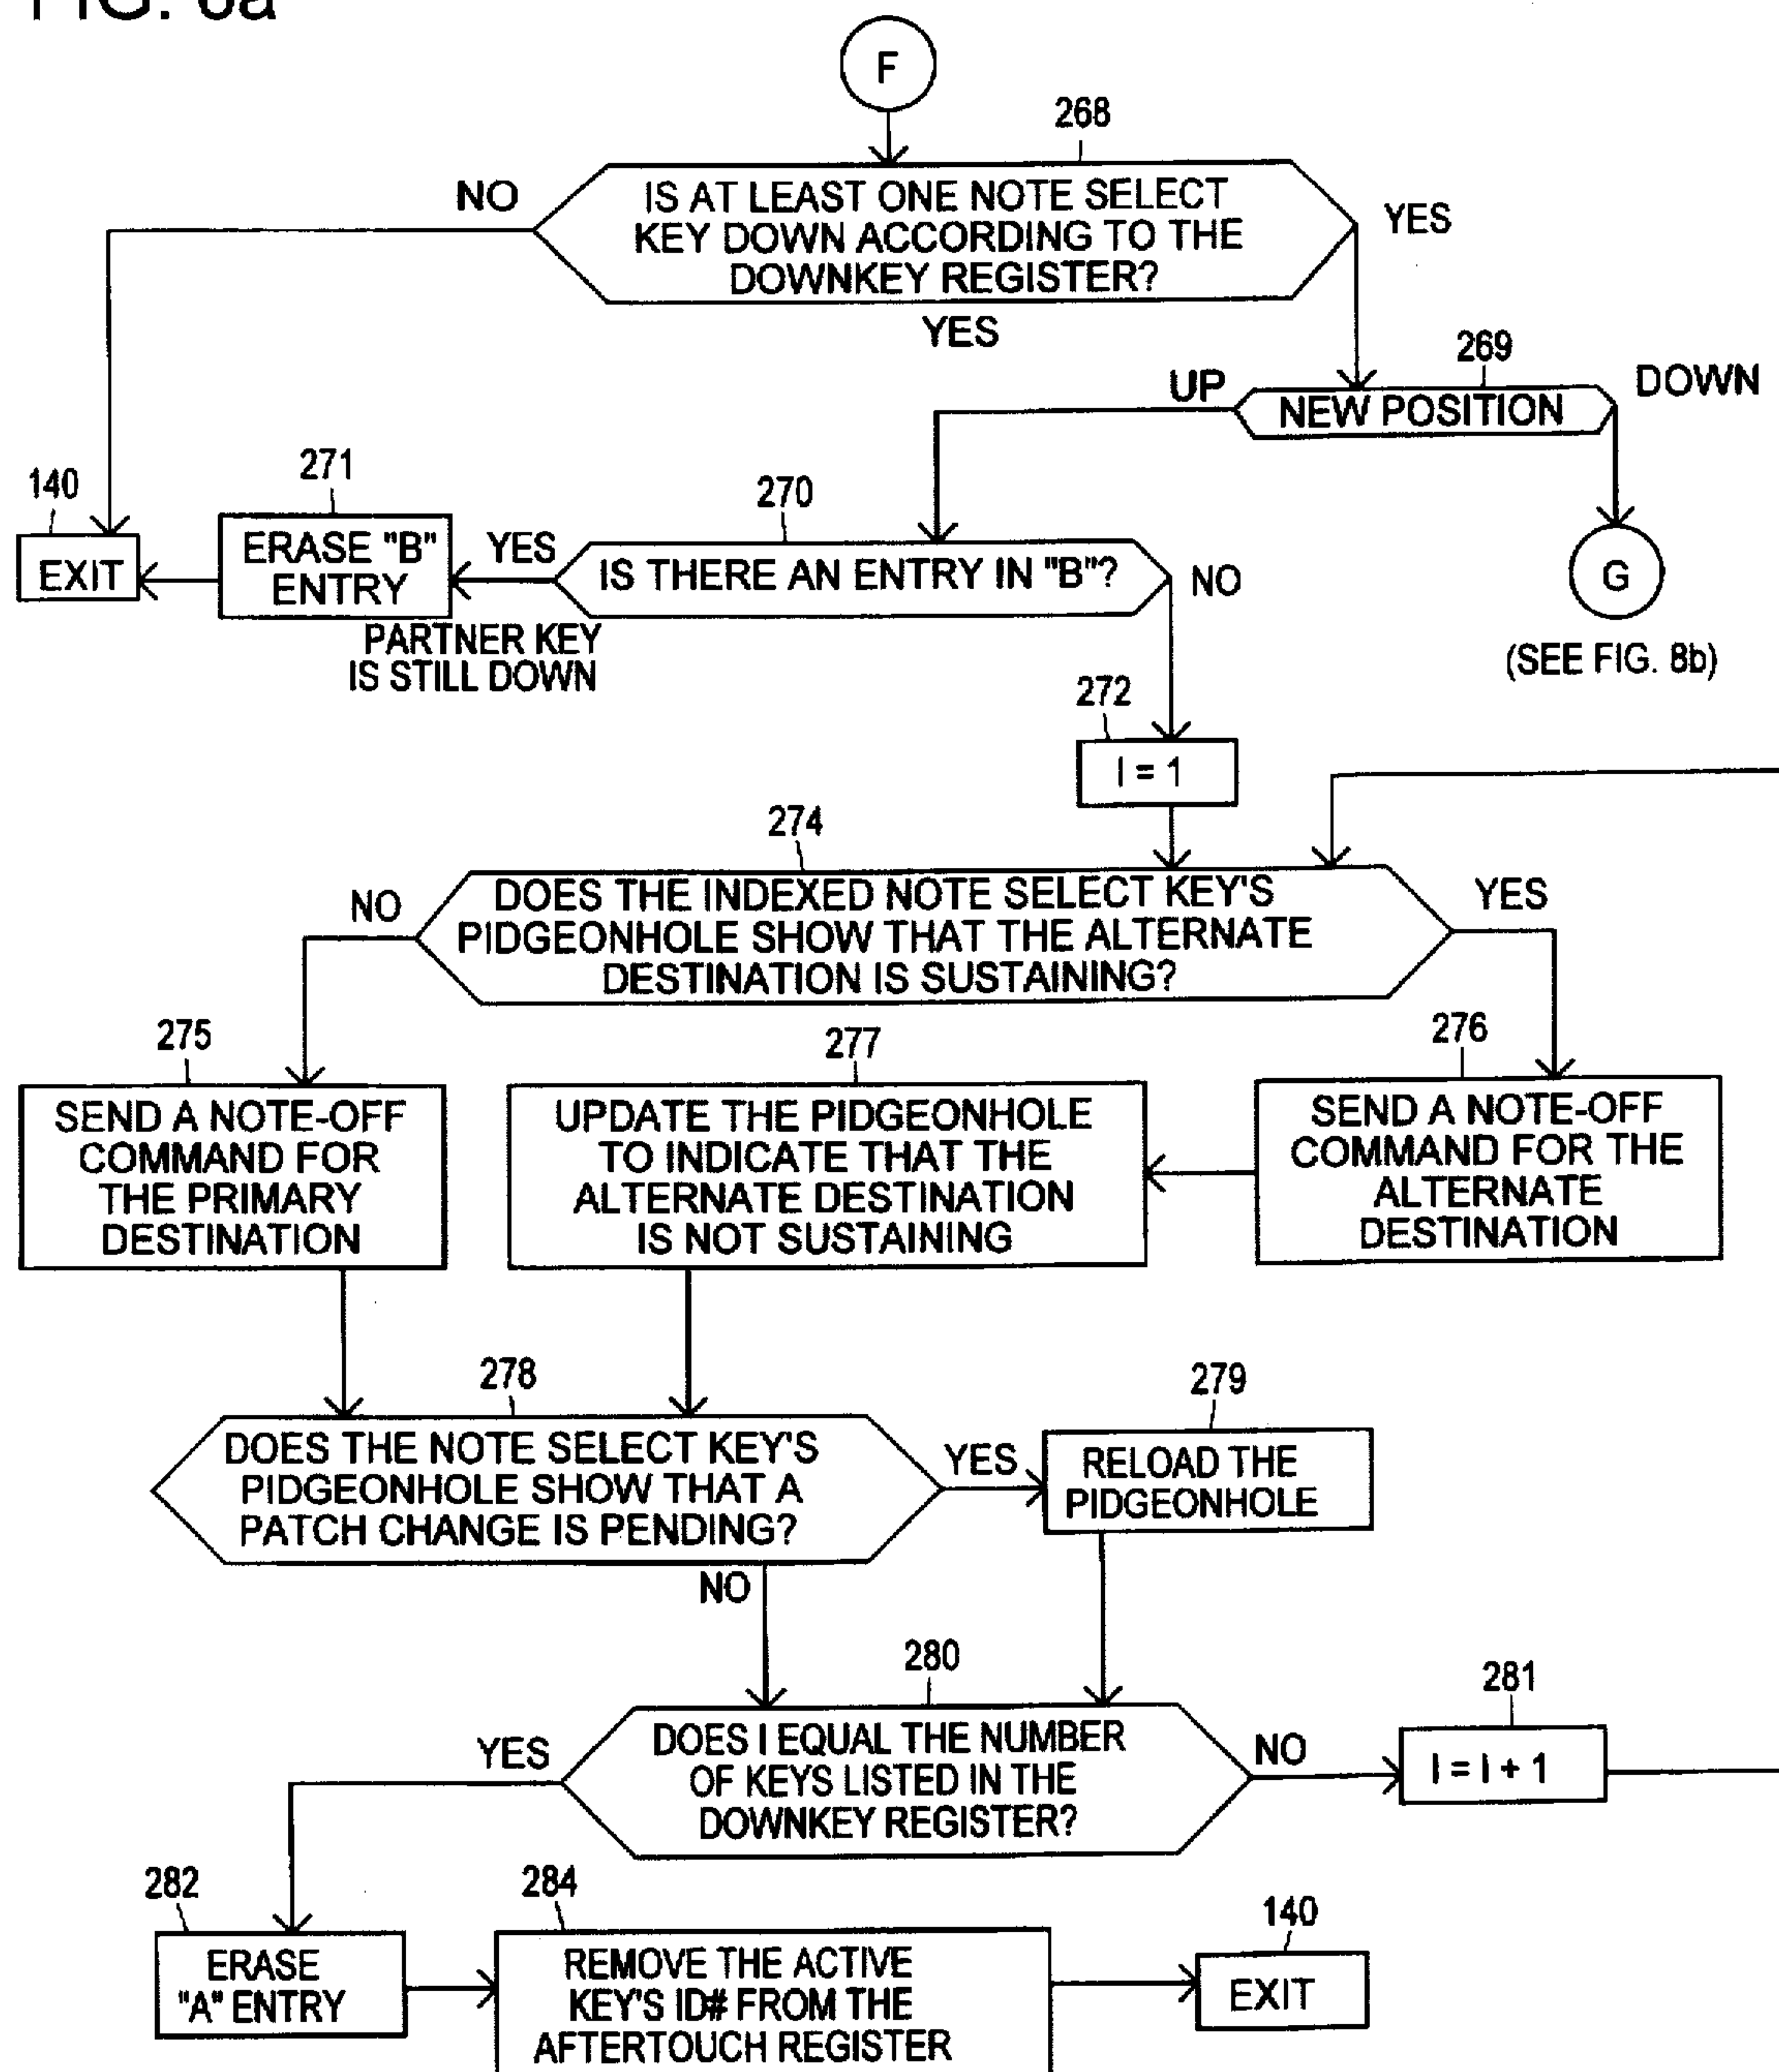 F
268
NO
IS AT LEAST ONE NOTE SELECT
KEY DOWN ACCORDING TO THE
DOWNKEY REGISTER?
YES
YES
269
UP
NEW POSITION
DOWN
140
EXIT
271
ERASE "B"
ENTRY
YES
270
IS THERE AN ENTRY IN "B"?
NO
G
PARTNER KEY
IS STILL DOWN
(SEE FIG. 8b)
272
I = 1
274
NO
DOES THE INDEXED NOTE SELECT KEY'S
PIDGEONHOLE SHOW THAT THE ALTERNATE
DESTINATION IS SUSTAINING?
YES
275
SEND A NOTE-OFF
COMMAND FOR
THE PRIMARY
DESTINATION
277
UPDATE THE PIDGEONHOLE
TO INDICATE THAT THE
ALTERNATE DESTINATION
IS NOT SUSTAINING
276
SEND A NOTE-OFF
COMMAND FOR THE
ALTERNATE
DESTINATION
278
DOES THE NOTE SELECT KEY'S
PIDGEONHOLE SHOW THAT A
PATCH CHANGE IS PENDING?
YES
279
RELOAD THE
PIDGEONHOLE
NO
280
YES
DOES I EQUAL THE NUMBER
OF KEYS LISTED IN THE
DOWNKEY REGISTER?
NO
281
I = I + 1
282
ERASE
"A" ENTRY
284
REMOVE THE ACTIVE
KEY'S ID# FROM THE
AFTERTOUCH REGISTER
140
EXIT